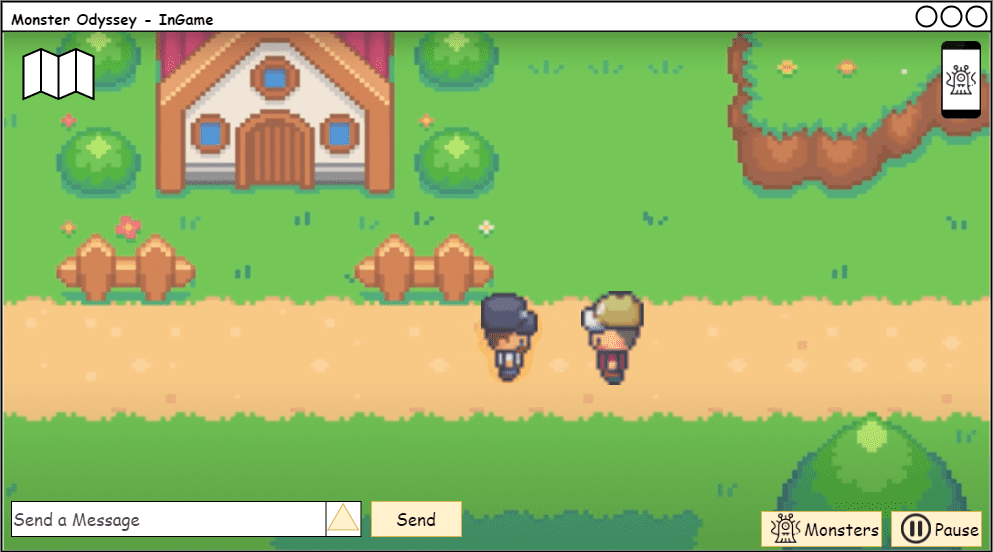 Monster Odyssey - InGame
Send a Message
Send
Monsters
Pause